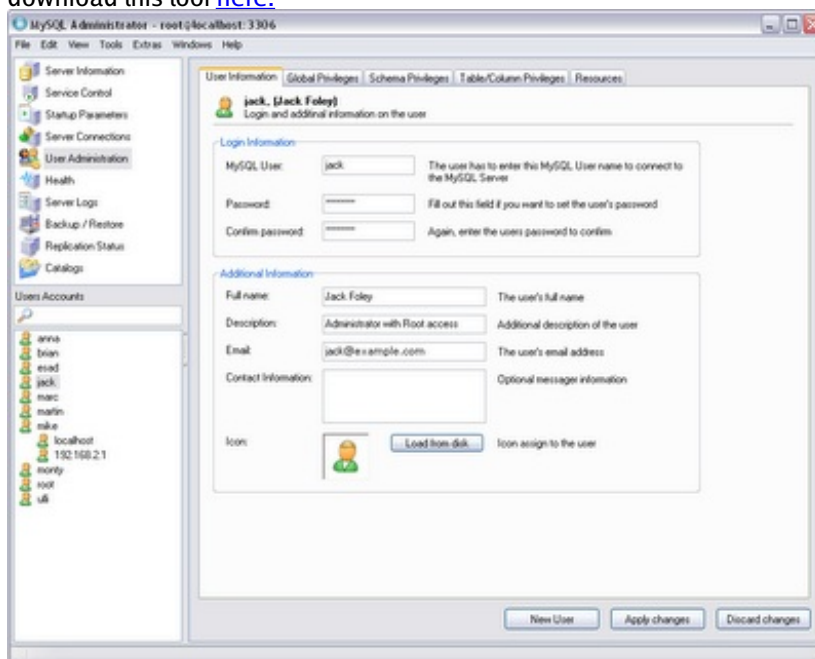 download this tool here.
MySQL Administrator - root@localhost:3306
File Edit View Tools Extras Windows Help
Server Information
Service Control
Startup Parameters
Server Connections
User Administration
Health
Server Logs
Backup / Restore
Replication Status
Catalogs
Users Accounts
anna
brian
esad
jack
marc
martin
mike
localhost
192.168.2.1
monty
root
ulli
User Information Global Privileges Schema Privileges Table/Column Privileges Resources
jack, (Jack Foley)
Login and additinal information on the user
Login Information
MySQL User: jack The user has to enter this MySQL User name to connect to
the MySQL Server
Password: ******** Fill out this field if you want to set the user's password
Confirm password: ******** Again, enter the users password to confirm
Additional Information
Full name: Jack Foley The user's full name
Description: Administrator with Root access Additional description of the user
Email: jack@example.com The user's email address
Contact Information: Optional messager information
Icon: Load from disk Icon assign to the user
New User Apply changes Discard changes